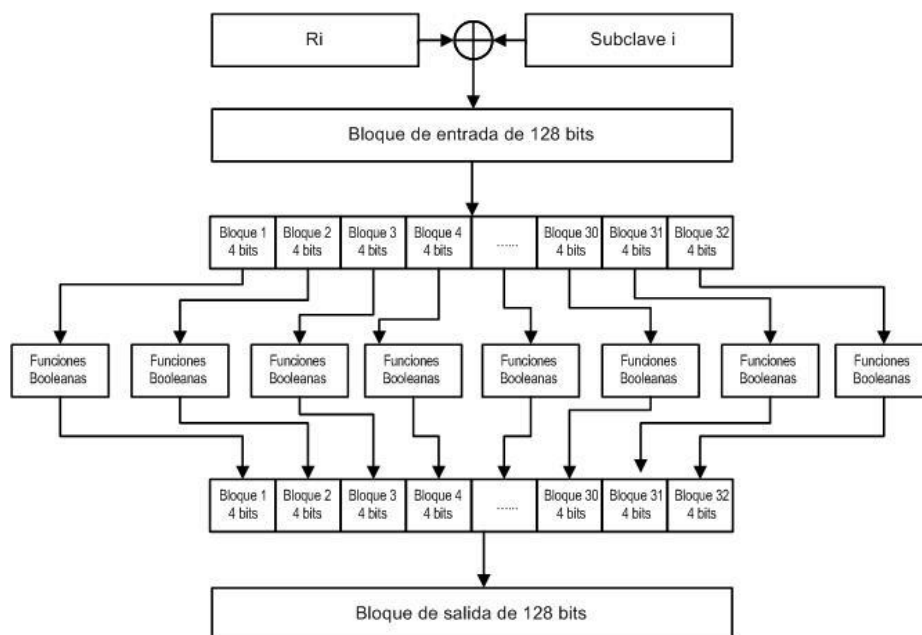 Ri
Subclave i
Bloque de entrada de 128 bits
Bloque 1
4 bits
Bloque 2
4 bits
Bloque 3
4 bits
Bloque 4
4 bits
......
Bloque 30
4 bits
Bloque 31
4 bits
Bloque 32
4 bits
Funciones
Booleanas
Funciones
Booleanas
Funciones
Booleanas
Funciones
Booleanas
Funciones
Booleanas
Funciones
Booleanas
Funciones
Booleanas
Funciones
Booleanas
Bloque 1
4 bits
Bloque 2
4 bits
Bloque 3
4 bits
Bloque 4
4 bits
......
Bloque 30
4 bits
Bloque 31
4 bits
Bloque 32
4 bits
Bloque de salida de 128 bits